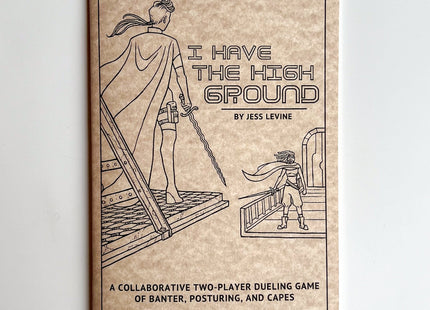 I HAVE
THE HIGH
GROUND
BY JESS LEVINE
A COLLABORATIVE TWO-PLAYER DUELING GAME
OF BANTER, POSTURING, AND CAPES